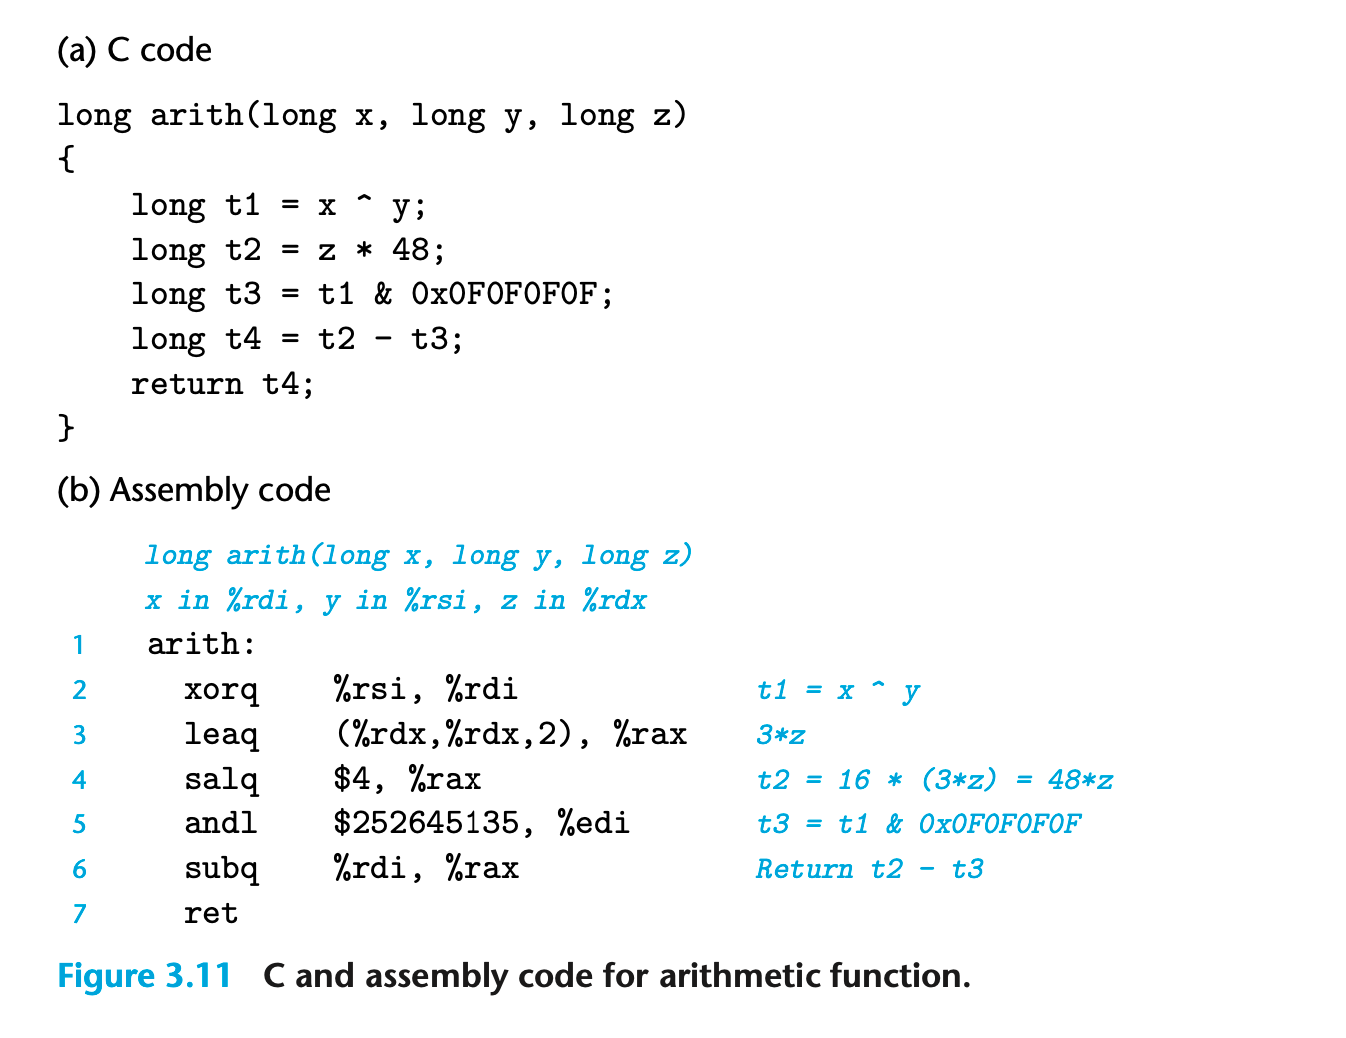 (a) C code
long arith(long x, long y, long z)
{
    long t1 = x ^ y;
    long t2 = z * 48;
    long t3 = t1 & 0x0F0F0F0F;
    long t4 = t2 - t3;
    return t4;
}
(b) Assembly code
long arith(long x, long y, long z)
x in %rdi, y in %rsi, z in %rdx
1 arith:
2 xorq %rsi, %rdi t1 = x ^ y
3 leaq (%rdx,%rdx,2), %rax 3*z
4 salq $4, %rax t2 = 16 * (3*z) = 48*z
5 andl $252645135, %edi t3 = t1 & 0x0F0F0F0F
6 subq %rdi, %rax Return t2 - t3
7 ret
Figure 3.11 C and assembly code for arithmetic function.